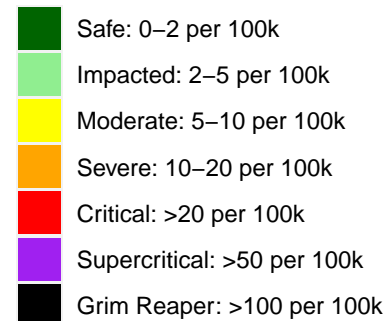 Safe: 0−2 per 100k
Impacted: 2−5 per 100k
Moderate: 5−10 per 100k
Severe: 10−20 per 100k
Critical: >20 per 100k
Supercritical: >50 per 100k
Grim Reaper: >100 per 100k